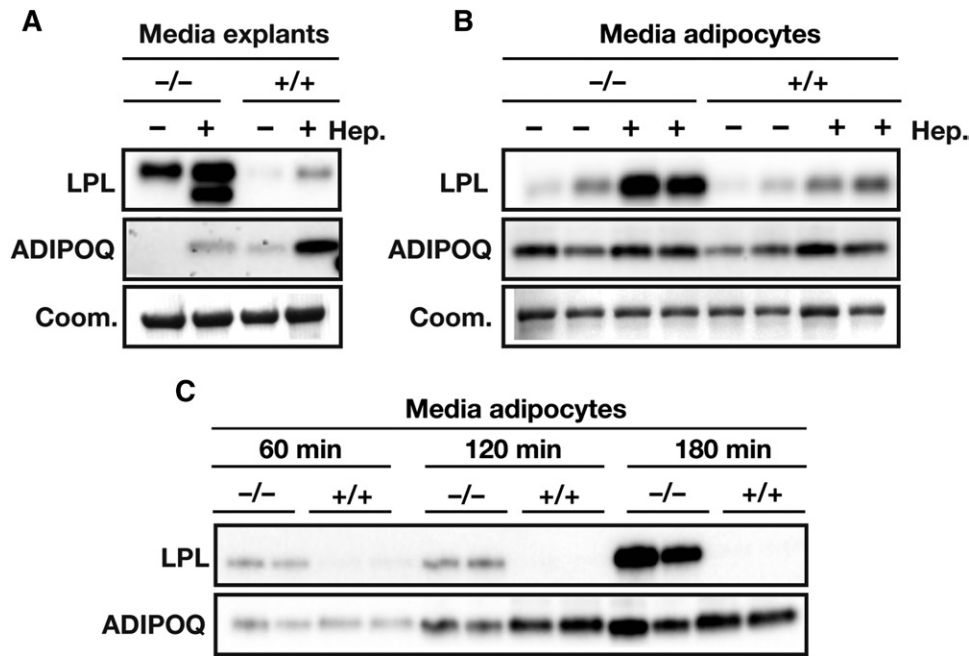 A
Media explants
–/– +/+
– + – + Hep.
LPL
ADIPOQ
Coom.
B
Media adipocytes
–/– +/+
– – + + – – + + Hep.
LPL
ADIPOQ
Coom.
C
Media adipocytes
60 min 120 min 180 min
–/– +/+ –/– +/+ –/– +/+
LPL
ADIPOQ